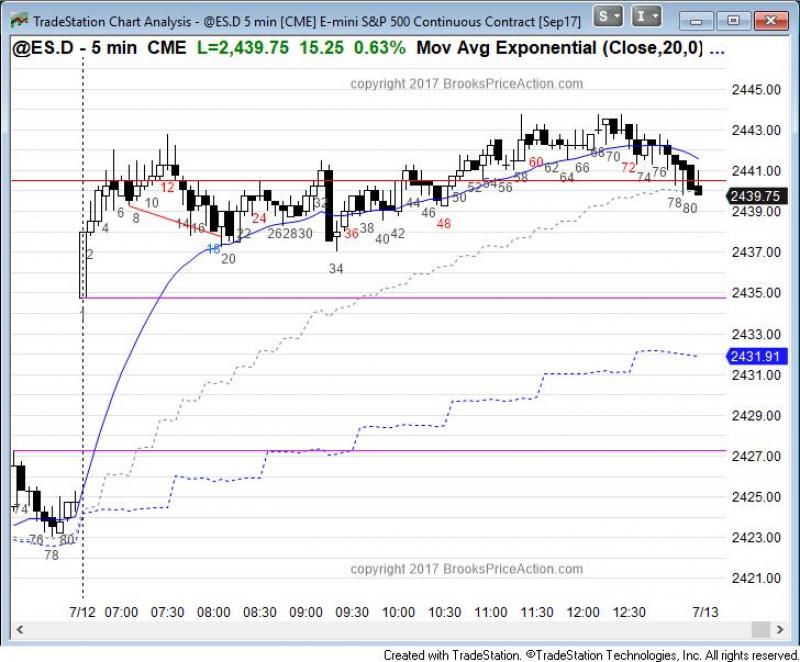 TradeStation Chart Analysis - @ES.D 5 min [CME] E-mini S&P 500 Continuous Contract [Sep17]
S I
@ES.D - 5 min CME L=2,439.75 15.25 0.63% Mov Avg Exponential (Close,20,0) ...
copyright 2017 BrooksPriceAction.com
2445.00
2443.00
2441.00
2439.75
2439.00
2437.00
2435.00
2433.00
2431.91
2431.00
2429.00
2427.00
2425.00
2423.00
2421.00
2 4 6 8 10 12 14 16 18 20 22 24 26 28 30 32 34 36 38 40 42 44 46 48 50 52 54 56 58 60 62 64 66 68 70 72 74 76 78 80
74 76 78 80
copyright 2017 BrooksPriceAction.com
7/12 07:00 07:30 08:00 08:30 09:00 09:30 10:00 10:30 11:00 11:30 12:00 12:30 7/13
Created with TradeStation. ©TradeStation Technologies, Inc. All rights reserved.